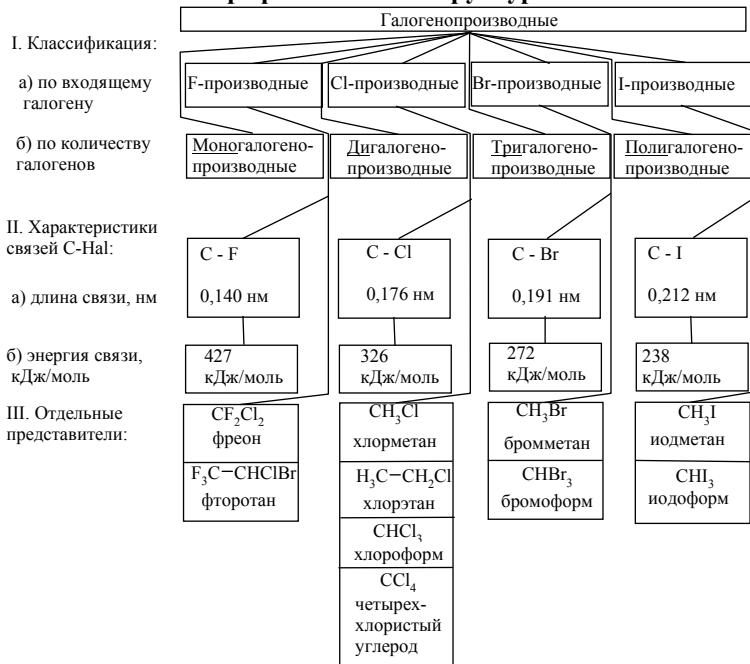 Галогенопроизводные
I. Классификация:
а) по входящему
галогену
F-производные
Cl-производные
Br-производные
I-производные
б) по количеству
галогенов
Моногалогено-
производные
Дигалогено-
производные
Тригалогено-
производные
Полигалогено-
производные
II. Характеристики
связей C-Hal:
C - F
C - Cl
C - Br
C - I
а) длина связи, нм
0,140 нм
0,176 нм
0,191 нм
0,212 нм
б) энергия связи,
кДж/моль
427
кДж/моль
326
кДж/моль
272
кДж/моль
238
кДж/моль
III. Отдельные
представители:
CF₂Cl₂
фреон
F₃C−CHClBr
фторотан
CH₃Cl
хлорметан
H₃C−CH₂Cl
хлорэтан
CHCl₃
хлороформ
CCl₄
четырех-
хлористый
углерод
CH₃Br
бромметан
CHBr₃
бромоформ
CH₃I
иодметан
CHI₃
иодоформ